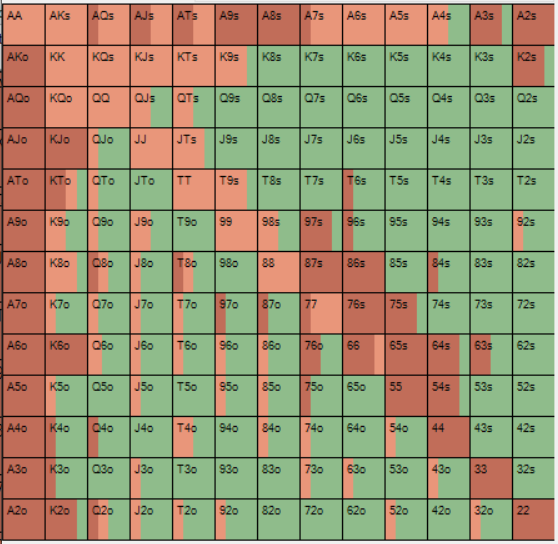 AA AKs AQs AJs ATs A9s A8s A7s A6s A5s A4s A3s A2s
AKo KK KQs KJs KTs K9s K8s K7s K6s K5s K4s K3s K2s
AQo KQo QQ QJs QTs Q9s Q8s Q7s Q6s Q5s Q4s Q3s Q2s
AJo KJo QJo JJ JTs J9s J8s J7s J6s J5s J4s J3s J2s
ATo KTo QTo JTo TT T9s T8s T7s T6s T5s T4s T3s T2s
A9o K9o Q9o J9o T9o 99 98s 97s 96s 95s 94s 93s 92s
A8o K8o Q8o J8o T8o 98o 88 87s 86s 85s 84s 83s 82s
A7o K7o Q7o J7o T7o 97o 87o 77 76s 75s 74s 73s 72s
A6o K6o Q6o J6o T6o 96o 86o 76o 66 65s 64s 63s 62s
A5o K5o Q5o J5o T5o 95o 85o 75o 65o 55 54s 53s 52s
A4o K4o Q4o J4o T4o 94o 84o 74o 64o 54o 44 43s 42s
A3o K3o Q3o J3o T3o 93o 83o 73o 63o 53o 43o 33 32s
A2o K2o Q2o J2o T2o 92o 82o 72o 62o 52o 42o 32o 22